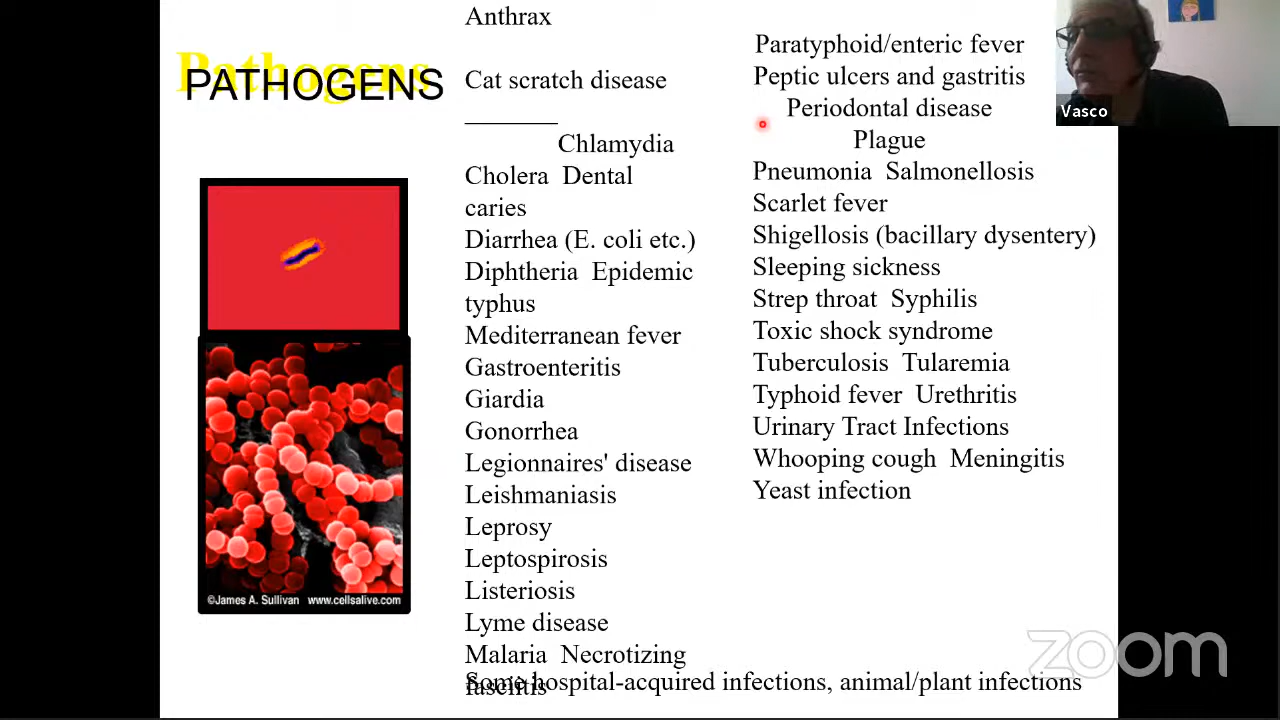 Pathogens
PATHOGENS
Anthrax
Cat scratch disease
_______
Chlamydia
Cholera  Dental
caries
Diarrhea (E. coli etc.)
Diphtheria  Epidemic
typhus
Mediterranean fever
Gastroenteritis
Giardia
Gonorrhea
Legionnaires' disease
Leishmaniasis
Leprosy
Leptospirosis
Listeriosis
Lyme disease
Malaria  Necrotizing
fasciitis
Paratyphoid/enteric fever
Peptic ulcers and gastritis
Periodontal disease
Plague
Pneumonia  Salmonellosis
Scarlet fever
Shigellosis (bacillary dysentery)
Sleeping sickness
Strep throat  Syphilis
Toxic shock syndrome
Tuberculosis  Tularemia
Typhoid fever  Urethritis
Urinary Tract Infections
Whooping cough  Meningitis
Yeast infection
Some hospital-acquired infections, animal/plant infections
©James A. Sullivan   www.cellsalive.com
Vasco
zoom